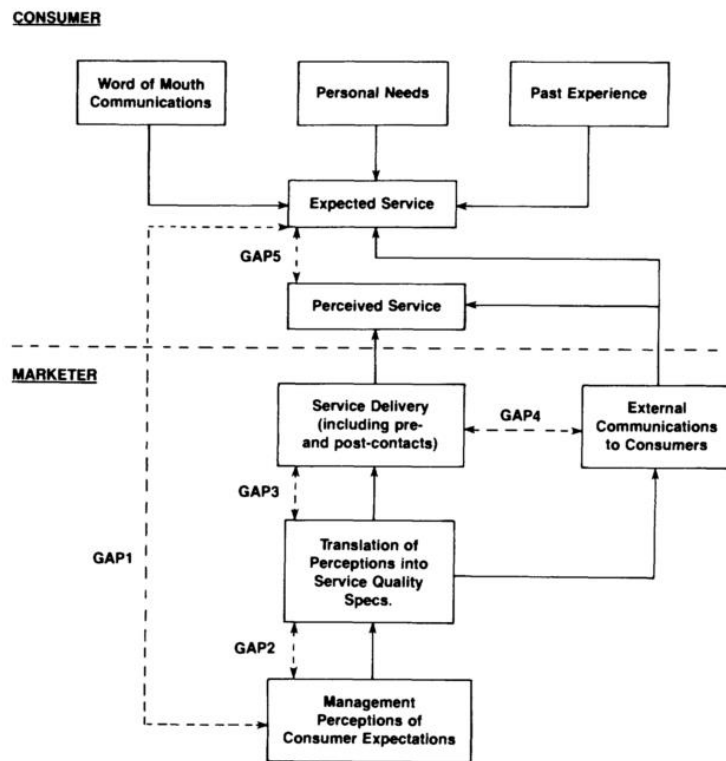 CONSUMER
Word of Mouth
Communications
Personal Needs
Past Experience
Expected Service
GAP5
Perceived Service
MARKETER
Service Delivery
(including pre-
and post-contacts)
GAP4
External
Communications
to Consumers
GAP3
Translation of
Perceptions into
Service Quality
Specs.
GAP1
GAP2
Management
Perceptions of
Consumer Expectations